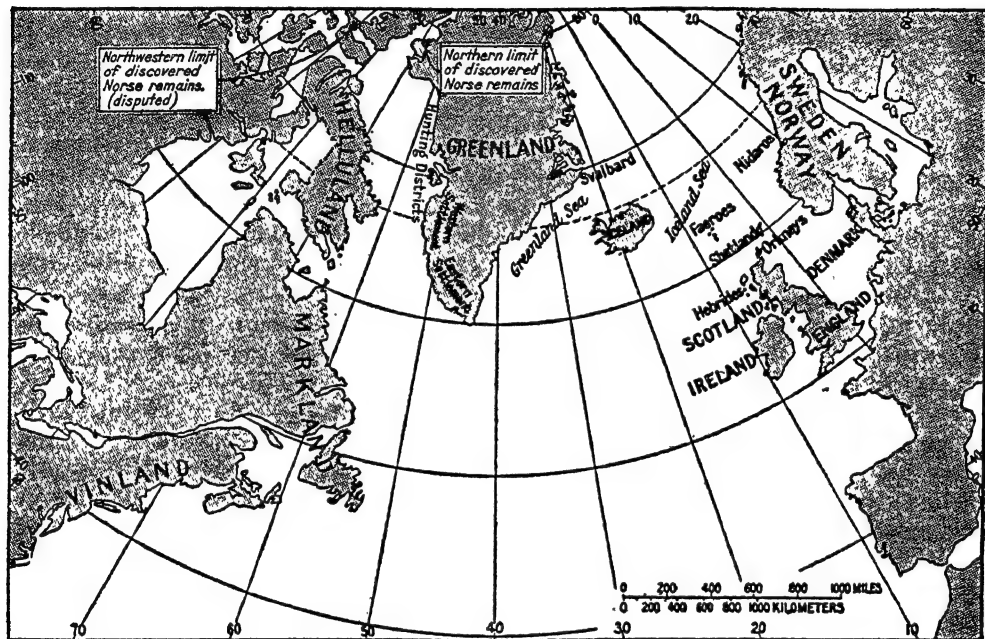 50 40
0
10
20
Northwestern limit
of discovered
Norse remains
(disputed)
Northern limit
of discovered
Norse remains
HELLULAND
Hunting Districts
GREENLAND
Svalbard
SWEDEN
NORWAY
Nidaros
Greenland Sea
Iceland Sea
Faeroes
Shetlands
Orkneys
DENMARK
Hebrides
SCOTLAND
ENGLAND
IRELAND
MARKLAND
VINLAND
0 200 400 600 800 1000 MILES
0 200 400 600 800 1000 KILOMETERS
70
60
50
40
30
20
10